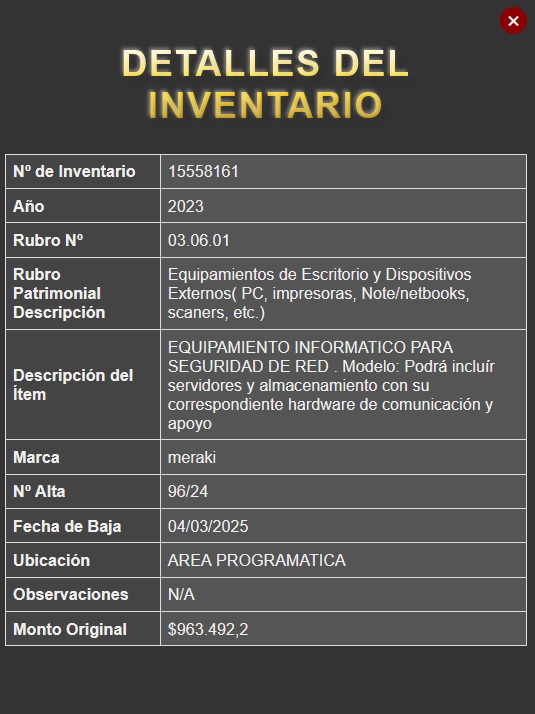 DETALLES DEL
INVENTARIO
Nº de Inventario 15558161
Año 2023
Rubro Nº 03.06.01
Rubro
Patrimonial
Descripción
Equipamientos de Escritorio y Dispositivos
Externos( PC, impresoras, Note/netbooks,
scaners, etc.)
Descripción del
Ítem
EQUIPAMIENTO INFORMATICO PARA
SEGURIDAD DE RED . Modelo: Podrá incluír
servidores y almacenamiento con su
correspondiente hardware de comunicación y
apoyo
Marca meraki
Nº Alta 96/24
Fecha de Baja 04/03/2025
Ubicación AREA PROGRAMATICA
Observaciones N/A
Monto Original $963.492,2